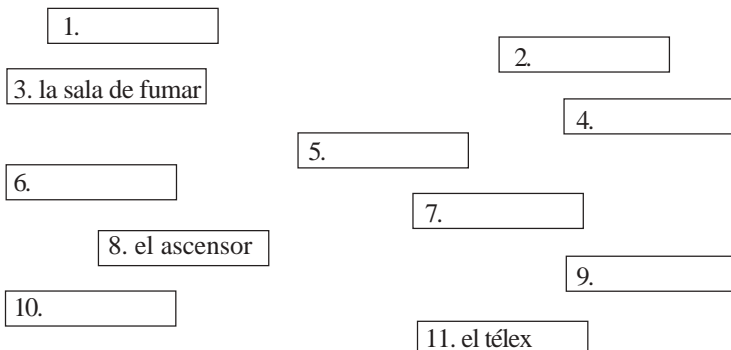 1.
2.
3. la sala de fumar
4.
5.
6.
7.
8. el ascensor
9.
10.
11. el télex